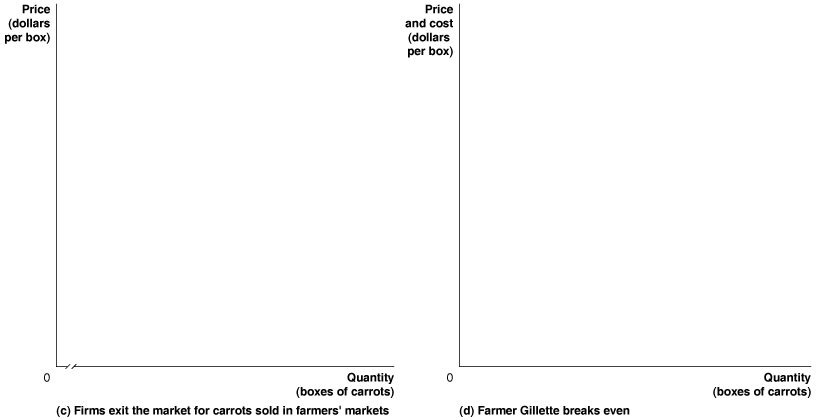 Price
(dollars
per box)
0
Quantity
(boxes of carrots)
(c) Firms exit the market for carrots sold in farmers' markets
Price
and cost
(dollars
per box)
0
Quantity
(boxes of carrots)
(d) Farmer Gillette breaks even